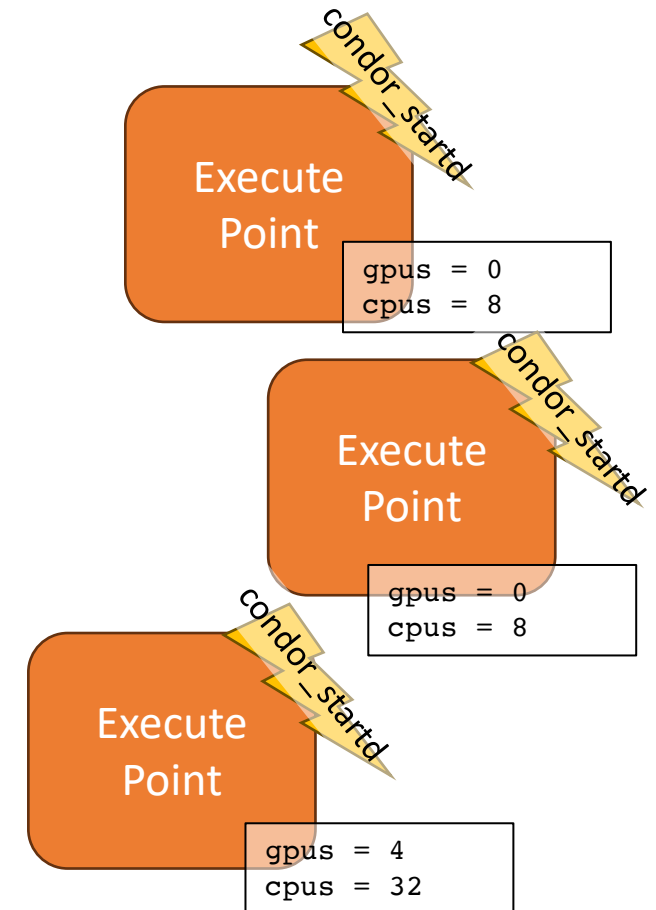 condor_startd
Execute
Point
gpus = 0
cpus = 8
condor_startd
Execute
Point
gpus = 0
cpus = 8
condor_startd
Execute
Point
gpus = 4
cpus = 32